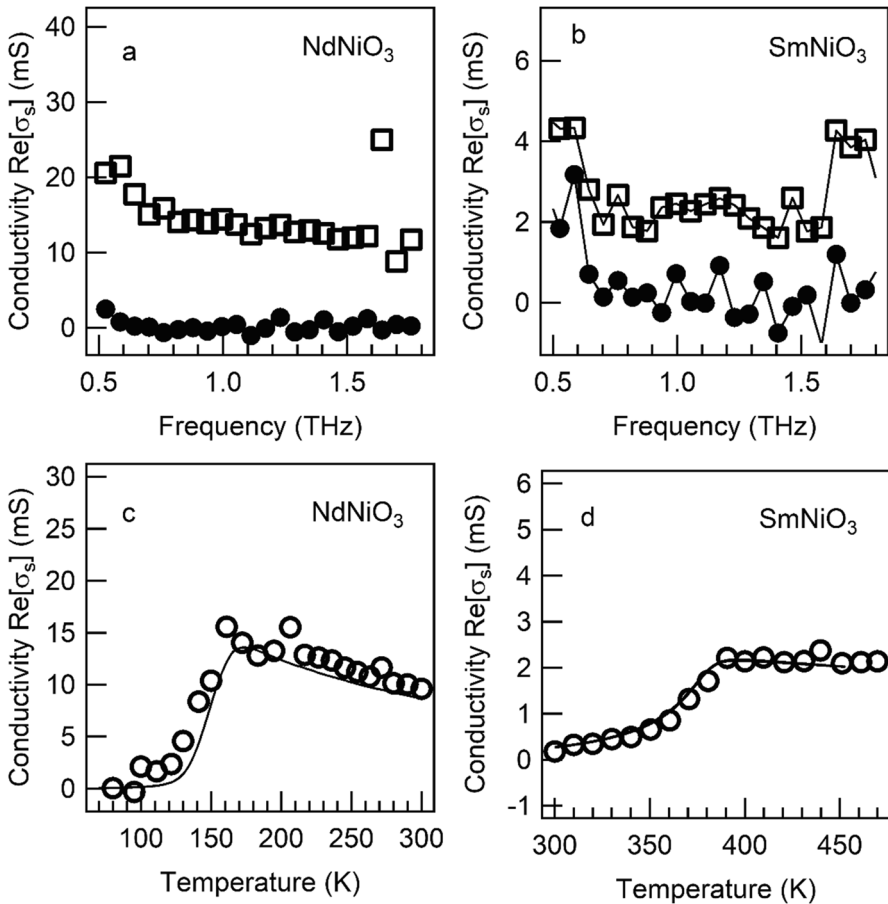 a NdNiO₃
Conductivity Re[σₛ] (mS)
40
30
20
10
0
0.5 1.0 1.5
Frequency (THz)
b SmNiO₃
Conductivity Re[σₛ] (mS)
6
4
2
0
0.5 1.0 1.5
Frequency (THz)
c NdNiO₃
Conductivity Re[σₛ] (mS)
30
25
20
15
10
5
0
100 150 200 250 300
Temperature (K)
d SmNiO₃
Conductivity Re[σₛ] (mS)
6
5
4
3
2
1
0
-1
300 350 400 450
Temperature (K)